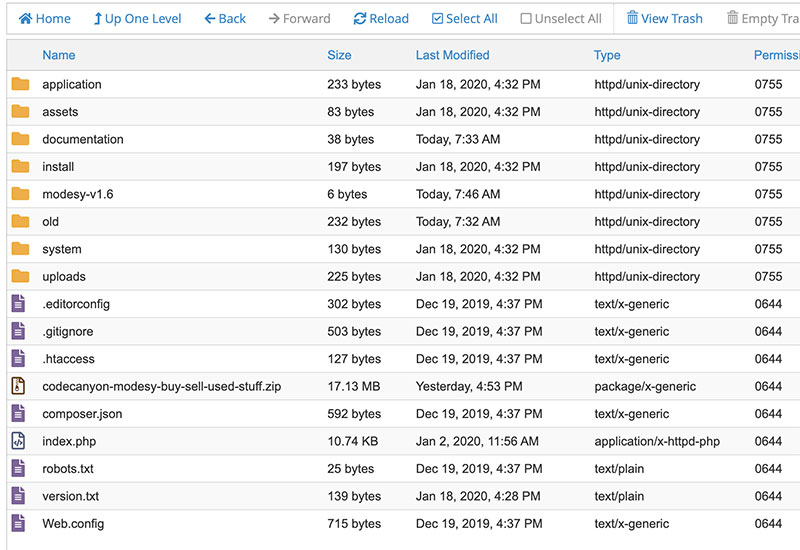 Home Up One Level Back Forward Reload Select All Unselect All View Trash Empty
Name Size Last Modified Type
application 233 bytes Jan 18, 2020, 4:32 PM httpd/unix-directory 0755
assets 83 bytes Jan 18, 2020, 4:32 PM httpd/unix-directory 0755
documentation 38 bytes Today, 7:33 AM httpd/unix-directory 0755
install 197 bytes Jan 18, 2020, 4:32 PM httpd/unix-directory 0755
modesy-v1.6 6 bytes Today, 7:46 AM httpd/unix-directory 0755
old 232 bytes Today, 7:32 AM httpd/unix-directory 0755
system 130 bytes Jan 18, 2020, 4:32 PM httpd/unix-directory 0755
uploads 225 bytes Jan 18, 2020, 4:32 PM httpd/unix-directory 0755
.editorconfig 302 bytes Dec 19, 2019, 4:37 PM text/x-generic 0644
.gitignore 503 bytes Dec 19, 2019, 4:37 PM text/x-generic 0644
.htaccess 127 bytes Dec 19, 2019, 4:37 PM text/x-generic 0644
codecanyon-modesy-buy-sell-used-stuff.zip 17.13 MB Yesterday, 4:53 PM package/x-generic 0644
composer.json 592 bytes Dec 19, 2019, 4:37 PM text/x-generic 0644
index.php 10.74 KB Jan 2, 2020, 11:56 AM application/x-httpd-php 0644
robots.txt 25 bytes Dec 19, 2019, 4:37 PM text/plain 0644
version.txt 139 bytes Jan 18, 2020, 4:28 PM text/plain 0644
Web.config 715 bytes Dec 19, 2019, 4:37 PM text/x-generic 0644